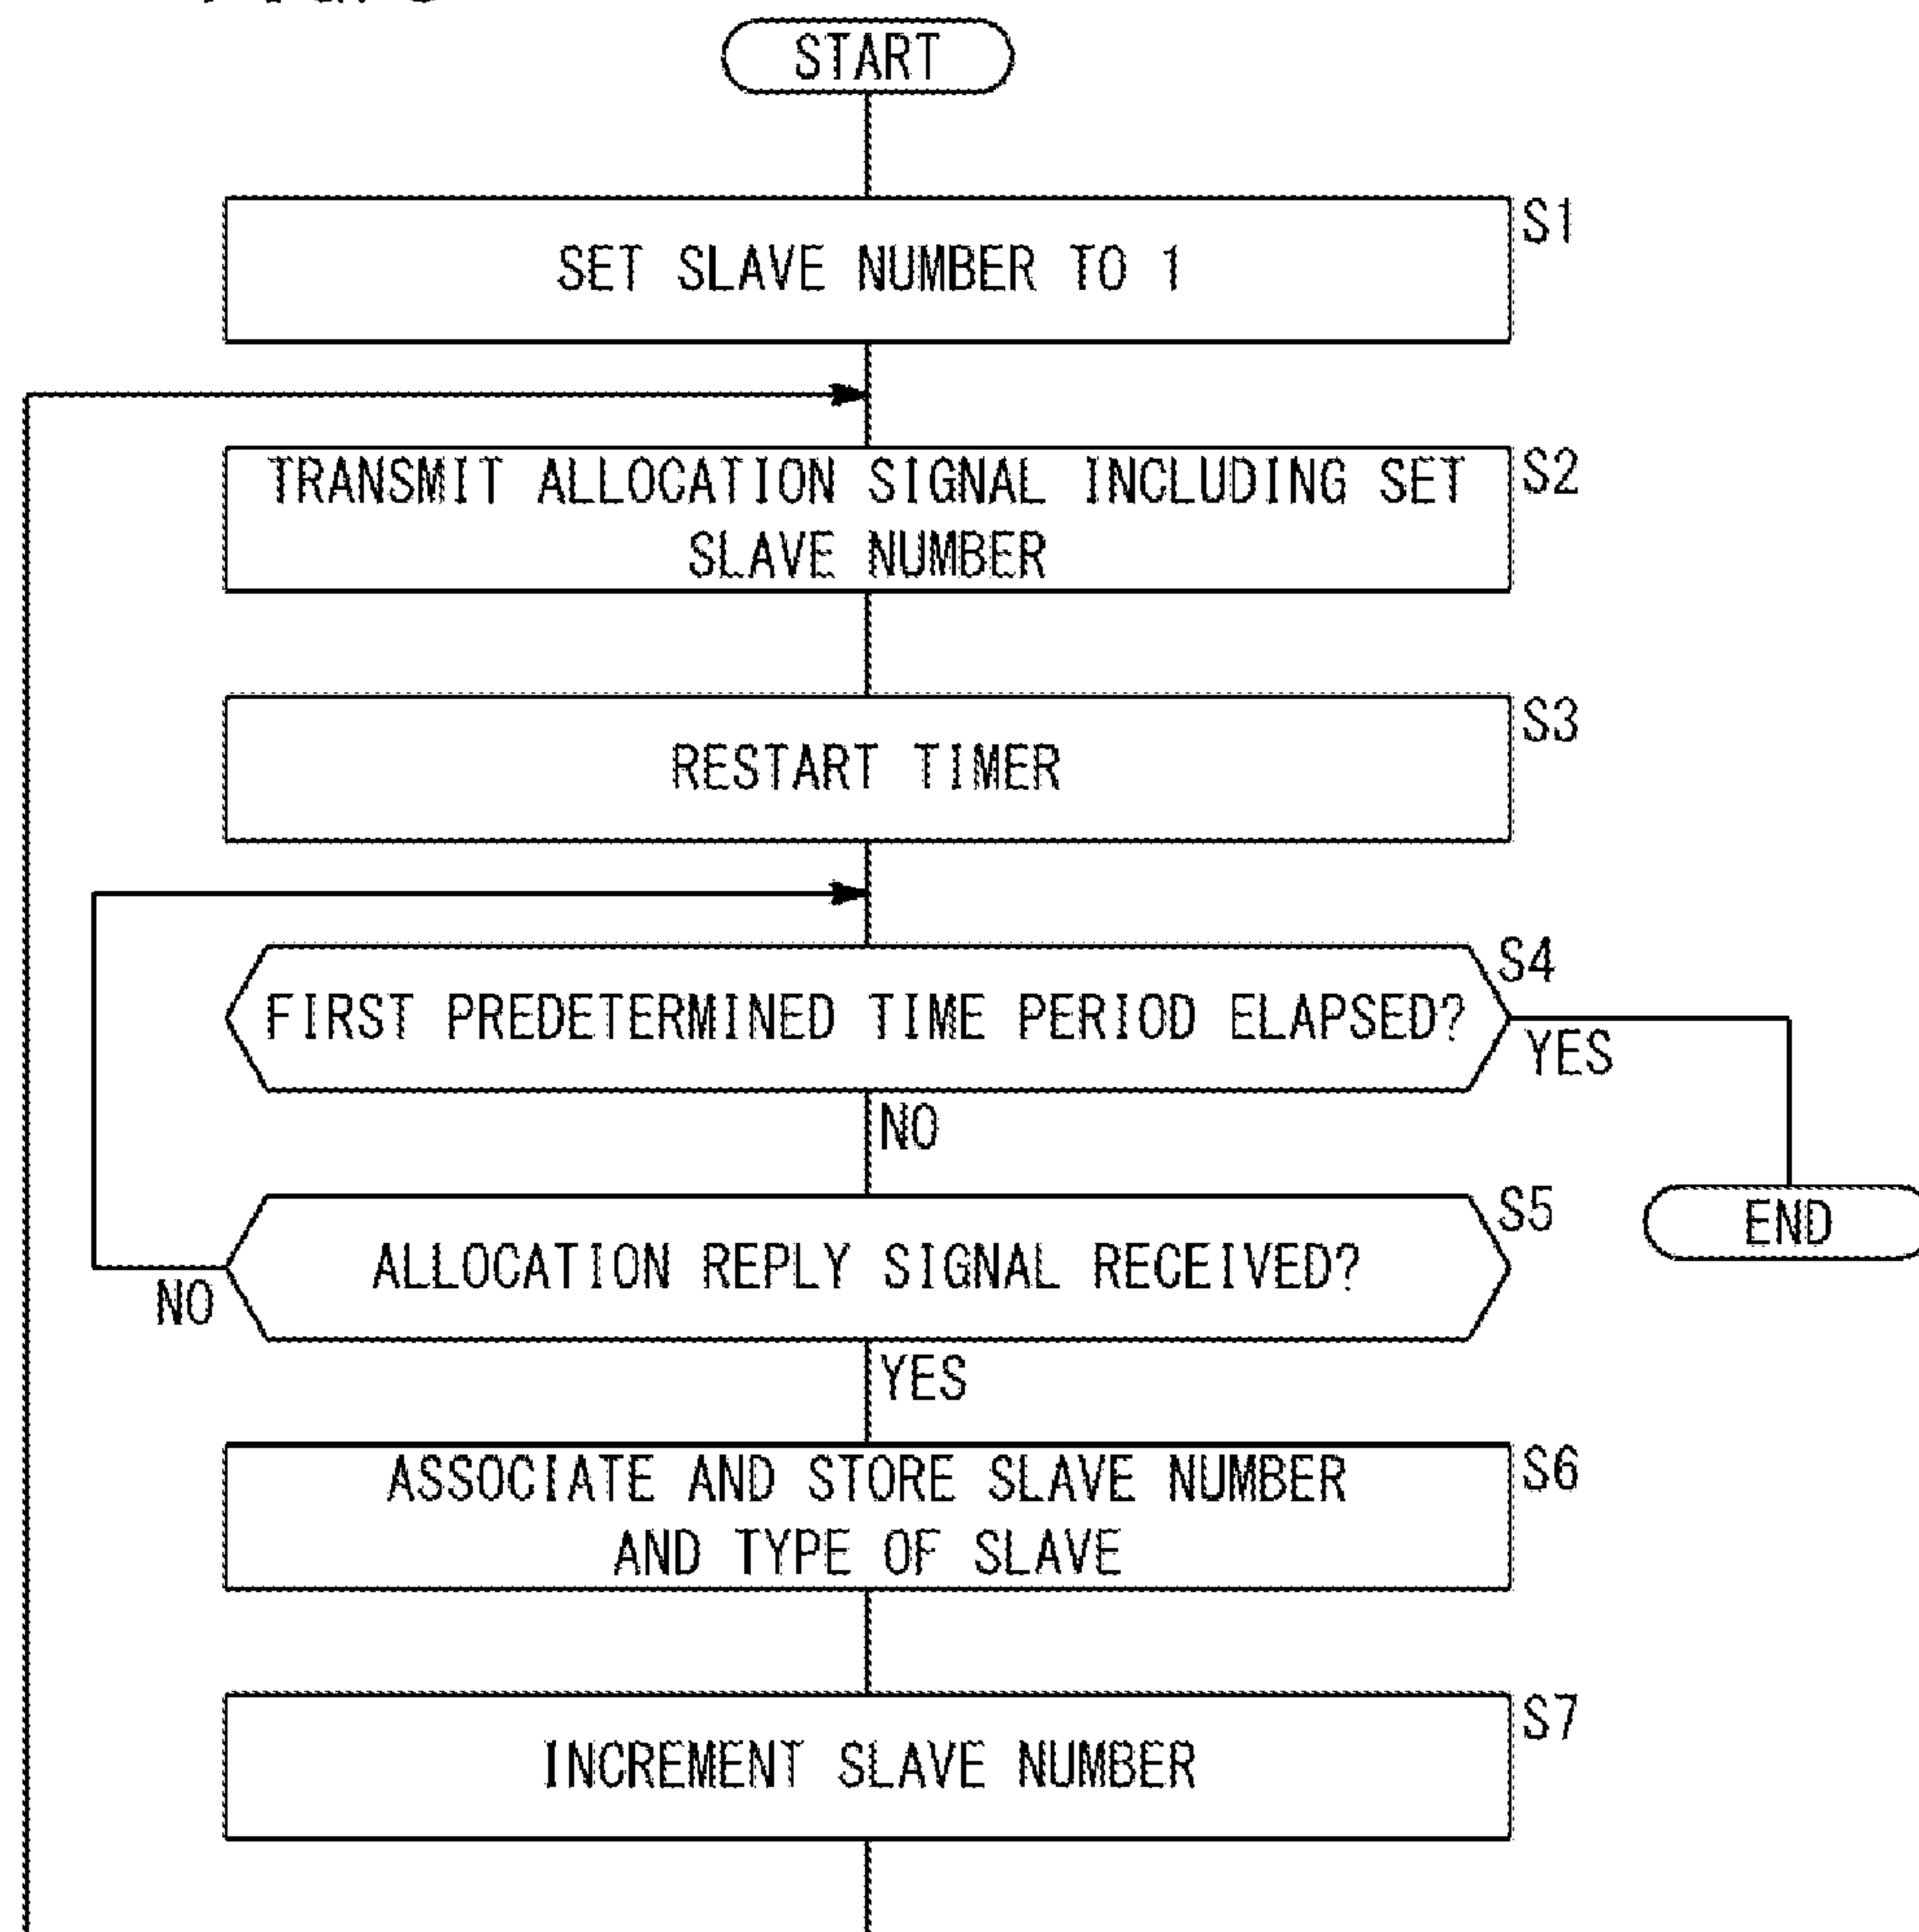 START
S1
SET SLAVE NUMBER TO 1
S2
TRANSMIT ALLOCATION SIGNAL INCLUDING SET
SLAVE NUMBER
S3
RESTART TIMER
S4
FIRST PREDETERMINED TIME PERIOD ELAPSED?
YES
NO
S5
ALLOCATION REPLY SIGNAL RECEIVED?
END
NO
YES
S6
ASSOCIATE AND STORE SLAVE NUMBER
AND TYPE OF SLAVE
S7
INCREMENT SLAVE NUMBER